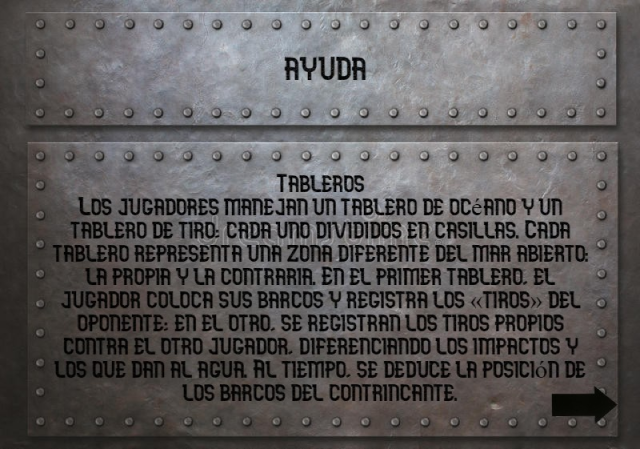 AYUDA
TABLEROS
LOS JUGADORES MANEJAN UN TABLERO DE OCéANO Y UN
TABLERO DE TIRO; CADA UNO DIVIDIDOS EN CASILLAS. CADA
TABLERO REPRESENTA UNA ZONA DIFERENTE DEL MAR ABIERTO:
LA PROPIA Y LA CONTRARIA. EN EL PRIMER TABLERO, EL
JUGADOR COLOCA SUS BARCOS Y REGISTRA LOS «TIROS» DEL
OPONENTE; EN EL OTRO, SE REGISTRAN LOS TIROS PROPIOS
CONTRA EL OTRO JUGADOR, DIFERENCIANDO LOS IMPACTOS Y
LOS QUE DAN AL AGUA. AL TIEMPO, SE DEDUCE LA POSICIóN DE
LOS BARCOS DEL CONTRINCANTE.